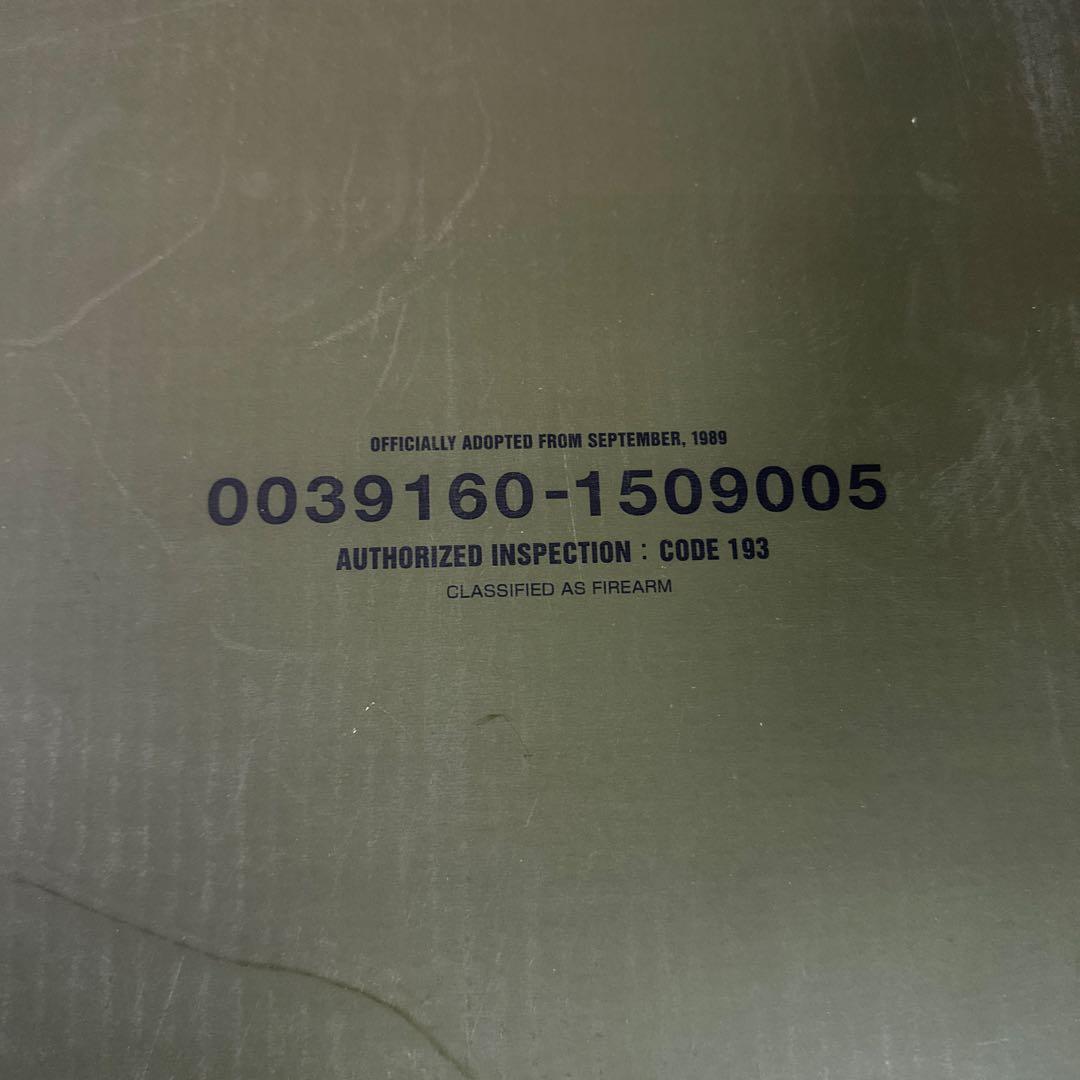 OFFICIALLY ADOPTED FROM SEPTEMBER, 1989
0039160-1509005
AUTHORIZED INSPECTION : CODE 193
CLASSIFIED AS FIREARM